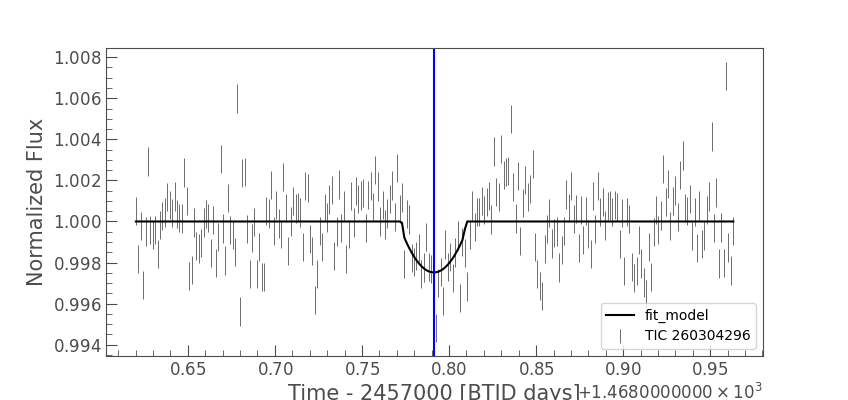 1.008
1.006
1.004
1.002
1.000
0.998
0.996
0.994
Normalized Flux
fit_model
TIC 260304296
0.65 0.70 0.75 0.80 0.85 0.90 0.95
Time - 2457000 [BTJD days]
+1.4680000000 × 10³